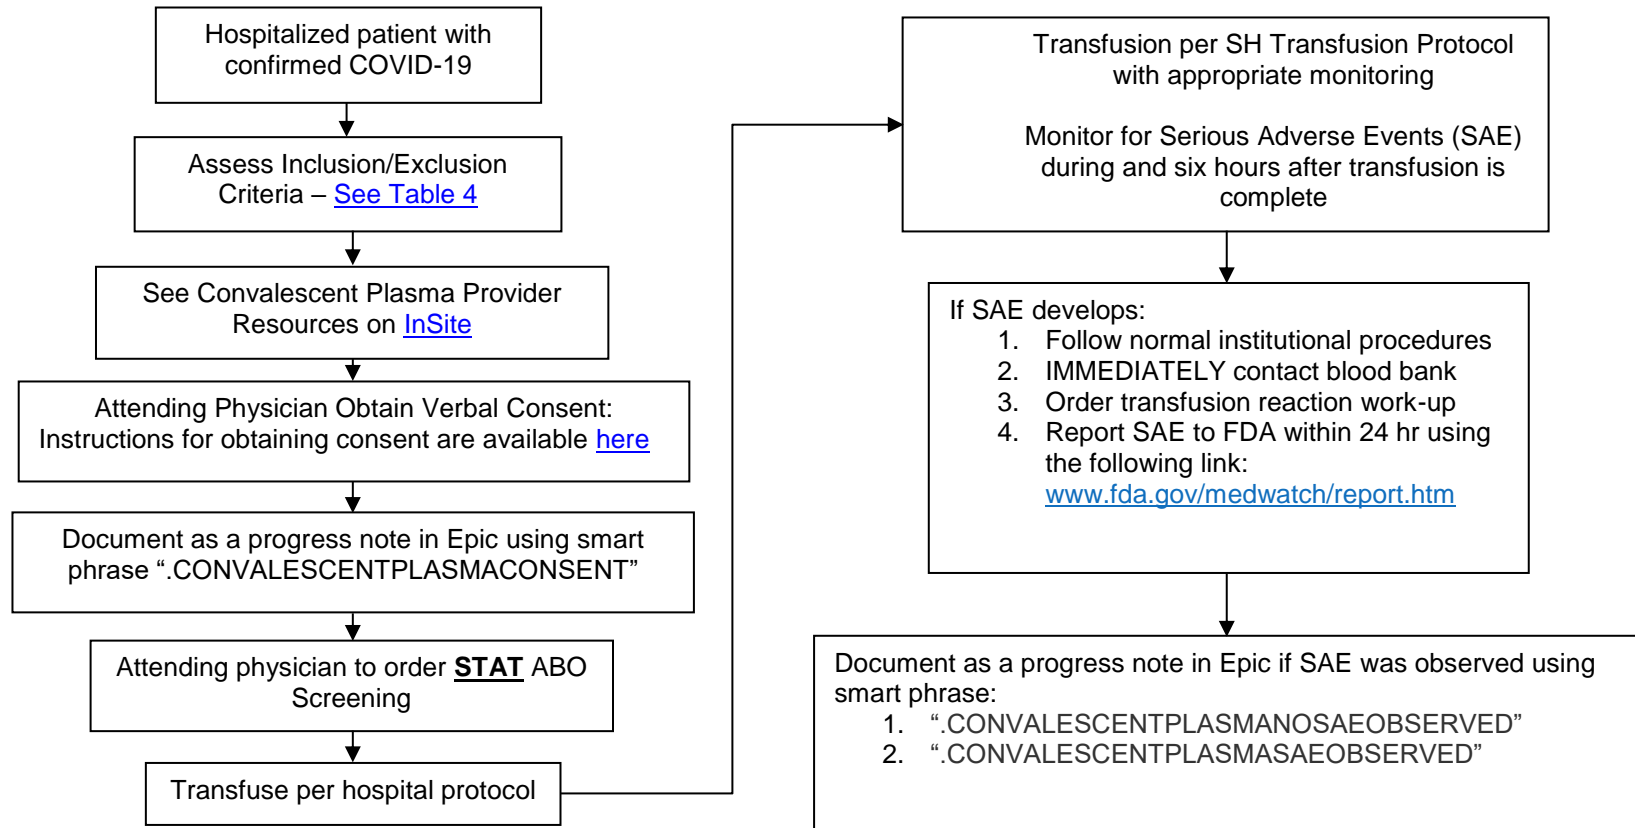 Hospitalized patient with
confirmed COVID-19
Assess Inclusion/Exclusion
Criteria – See Table 4
See Convalescent Plasma Provider
Resources on InSite
Attending Physician Obtain Verbal Consent:
Instructions for obtaining consent are available here
Document as a progress note in Epic using smart
phrase “.CONVALESCENTPLASMACONSENT”
Attending physician to order STAT ABO
Screening
Transfuse per hospital protocol
Transfusion per SH Transfusion Protocol
with appropriate monitoring
Monitor for Serious Adverse Events (SAE)
during and six hours after transfusion is
complete
If SAE develops:
1. Follow normal institutional procedures
2. IMMEDIATELY contact blood bank
3. Order transfusion reaction work-up
4. Report SAE to FDA within 24 hr using
the following link:
www.fda.gov/medwatch/report.htm
Document as a progress note in Epic if SAE was observed using
smart phrase:
1. “.CONVALESCENTPLASMANOSAEOBSERVED”
2. “.CONVALESCENTPLASMASAEOBSERVED”